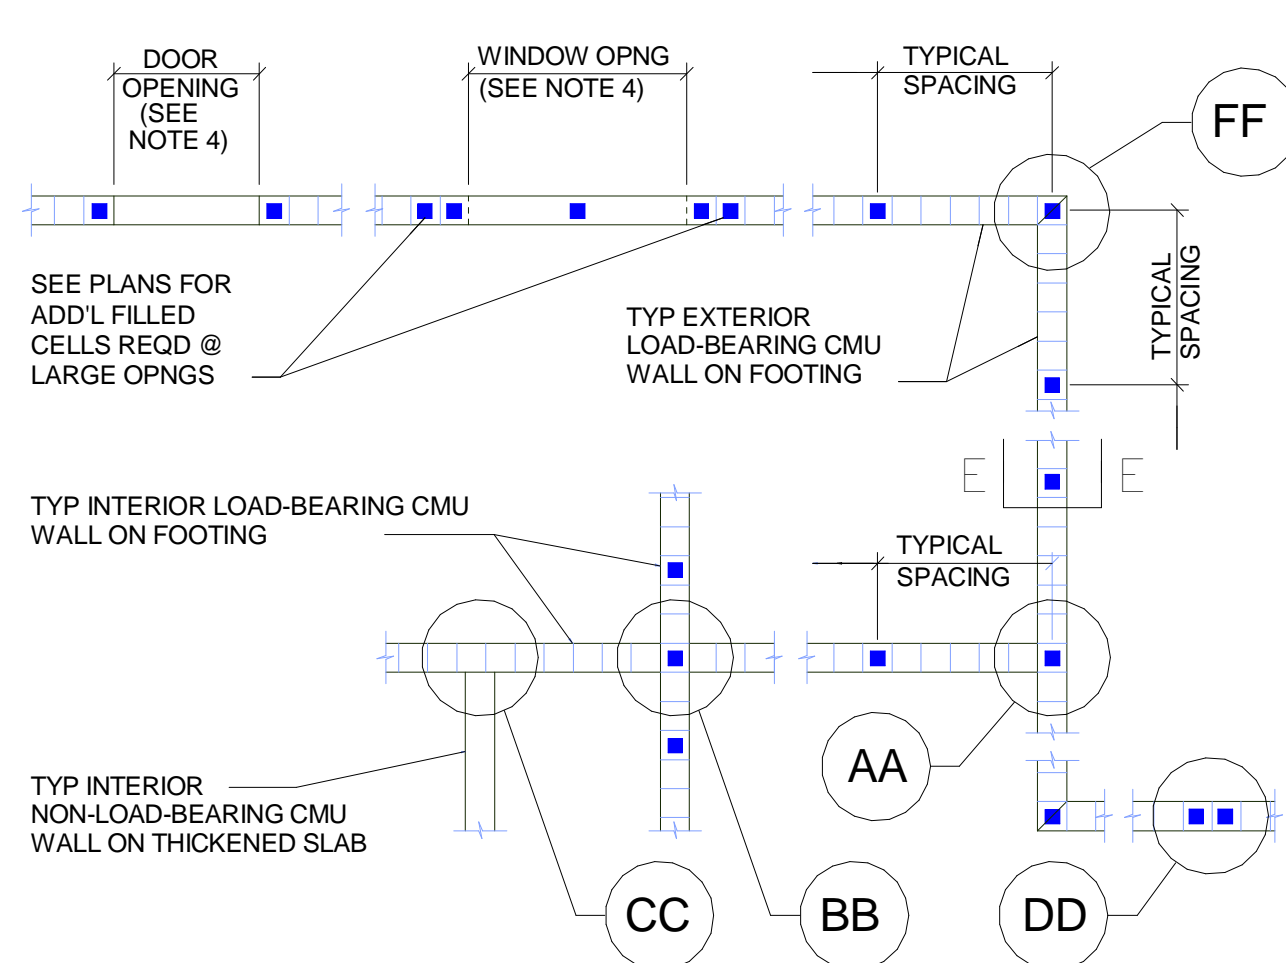 DOOR
OPENING
(SEE
NOTE 4)
WINDOW OPNG
(SEE NOTE 4)
TYPICAL
SPACING
FF
SEE PLANS FOR
ADD'L FILLED
CELLS REQD @
LARGE OPNGS
TYP EXTERIOR
LOAD-BEARING CMU
WALL ON FOOTING
TYPICAL
SPACING
E
E
TYP INTERIOR LOAD-BEARING CMU
WALL ON FOOTING
TYPICAL
SPACING
AA
TYP INTERIOR
NON-LOAD-BEARING CMU
WALL ON THICKENED SLAB
CC
BB
DD